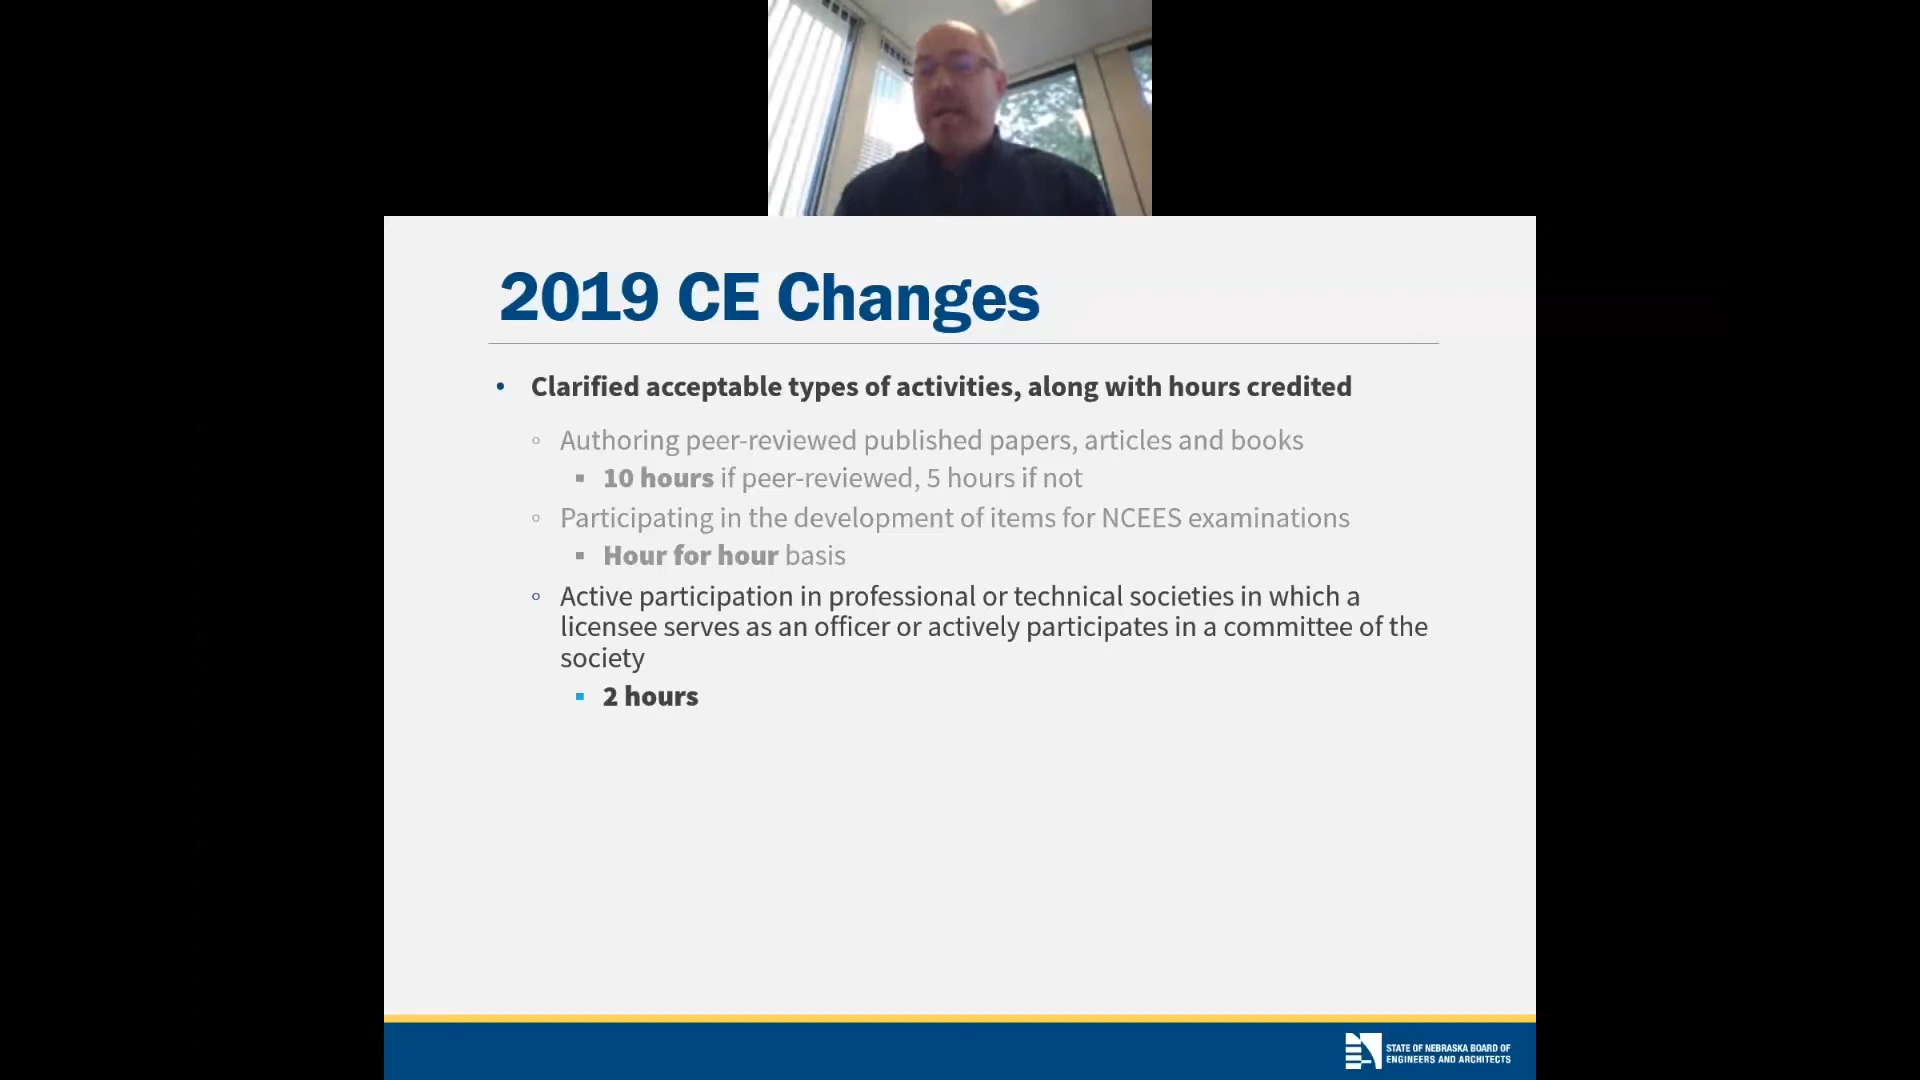 2019 CE Changes
• Clarified acceptable types of activities, along with hours credited
◦ Authoring peer-reviewed published papers, articles and books
▪ 10 hours if peer-reviewed, 5 hours if not
◦ Participating in the development of items for NCEES examinations
▪ Hour for hour basis
◦ Active participation in professional or technical societies in which a
licensee serves as an officer or actively participates in a committee of the
society
▪ 2 hours
STATE OF NEBRASKA BOARD OF
ENGINEERS AND ARCHITECTS